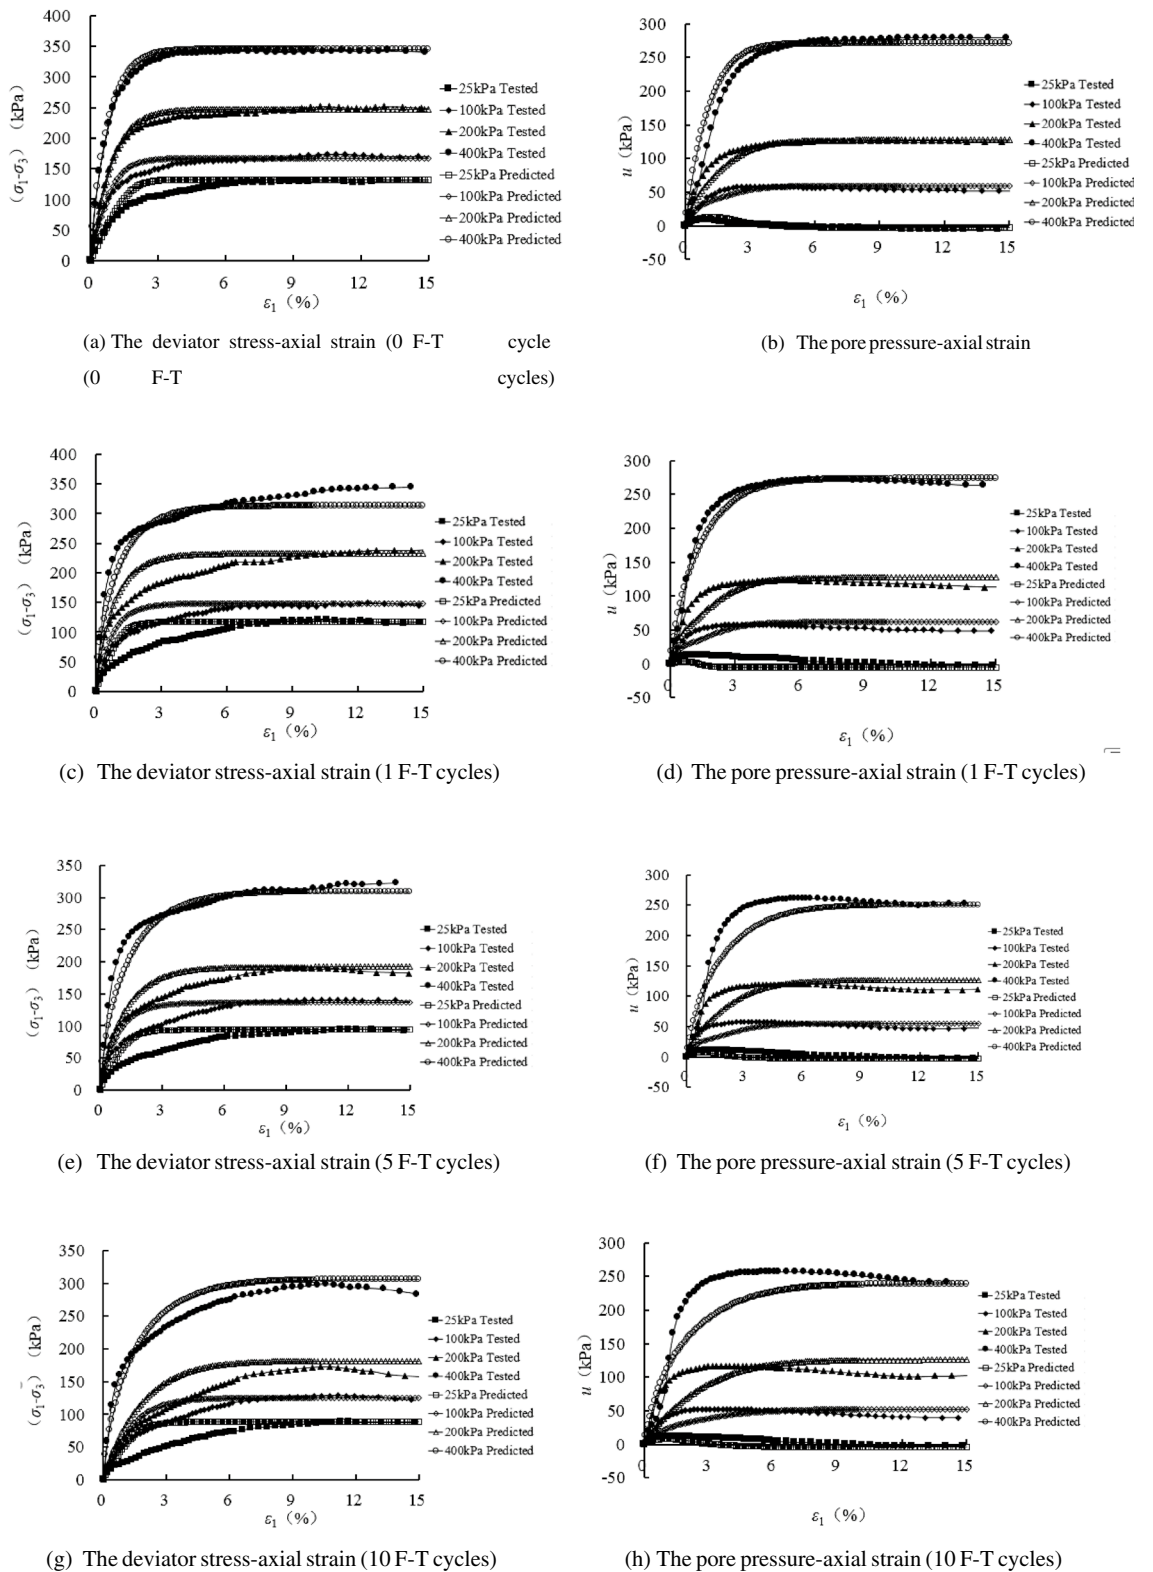 400
350
300
250
200
150
100
50
0
(σ1-σ3) (kPa)
0 3 6 9 12 15
ε1 (%)
25kPa Tested
100kPa Tested
200kPa Tested
400kPa Tested
25kPa Predicted
100kPa Predicted
200kPa Predicted
400kPa Predicted
(a) The deviator stress-axial strain (0 F-T cycle
(0 F-T cycles)
300
250
200
150
100
50
0
-50
u (kPa)
0 3 6 9 12 15
ε1 (%)
25kPa Tested
100kPa Tested
200kPa Tested
400kPa Tested
25kPa Predicted
100kPa Predicted
200kPa Predicted
400kPa Predicted
(b) The pore pressure-axial strain
400
350
300
250
200
150
100
50
0
(σ1-σ3) (kPa)
0 3 6 9 12 15
ε1 (%)
25kPa Tested
100kPa Tested
200kPa Tested
400kPa Tested
25kPa Predicted
100kPa Predicted
200kPa Predicted
400kPa Predicted
(c) The deviator stress-axial strain (1 F-T cycles)
300
250
200
150
100
50
0
-50
u (kPa)
0 3 6 9 12 15
ε1 (%)
25kPa Tested
100kPa Tested
200kPa Tested
400kPa Tested
25kPa Predicted
100kPa Predicted
200kPa Predicted
400kPa Predicted
(d) The pore pressure-axial strain (1 F-T cycles)
350
300
250
200
150
100
50
0
(σ1-σ3) (kPa)
0 3 6 9 12 15
ε1 (%)
25kPa Tested
100kPa Tested
200kPa Tested
400kPa Tested
25kPa Predicted
100kPa Predicted
200kPa Predicted
400kPa Predicted
(e) The deviator stress-axial strain (5 F-T cycles)
300
250
200
150
100
50
0
-50
u (kPa)
0 3 6 9 12 15
ε1 (%)
25kPa Tested
100kPa Tested
200kPa Tested
400kPa Tested
25kPa Predicted
100kPa Predicted
200kPa Predicted
400kPa Predicted
(f) The pore pressure-axial strain (5 F-T cycles)
350
300
250
200
150
100
50
0
(σ1-σ3) (kPa)
0 3 6 9 12 15
ε1 (%)
25kPa Tested
100kPa Tested
200kPa Tested
400kPa Tested
25kPa Predicted
100kPa Predicted
200kPa Predicted
400kPa Predicted
(g) The deviator stress-axial strain (10 F-T cycles)
300
250
200
150
100
50
0
-50
u (kPa)
0 3 6 9 12 15
ε1 (%)
25kPa Tested
100kPa Tested
200kPa Tested
400kPa Tested
25kPa Predicted
100kPa Predicted
200kPa Predicted
400kPa Predicted
(h) The pore pressure-axial strain (10 F-T cycles)